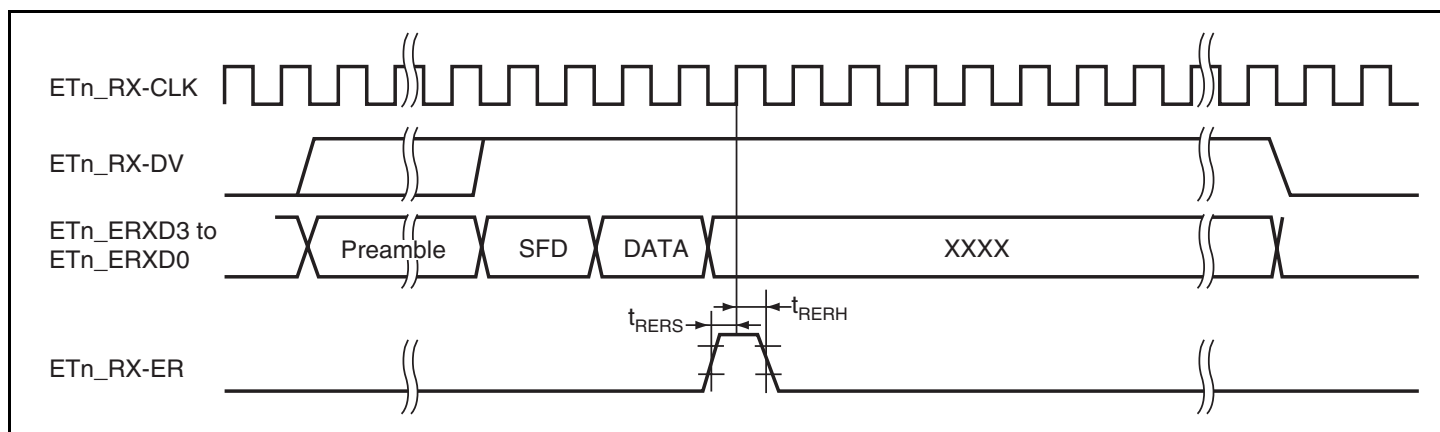 ETn_RX-CLK
ETn_RX-DV
ETn_ERXD3 to
ETn_ERXD0
Preamble
SFD
DATA
XXXX
tRERS
tRERH
ETn_RX-ER